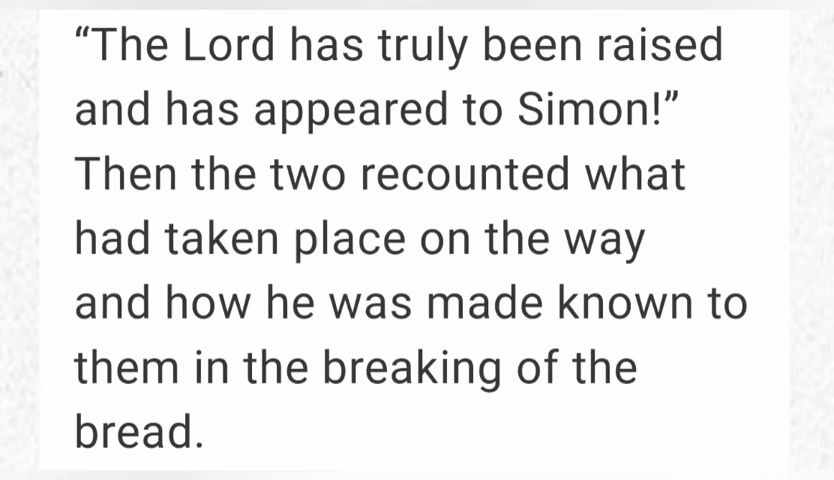 “The Lord has truly been raised
and has appeared to Simon!”
Then the two recounted what
had taken place on the way
and how he was made known to
them in the breaking of the
bread.